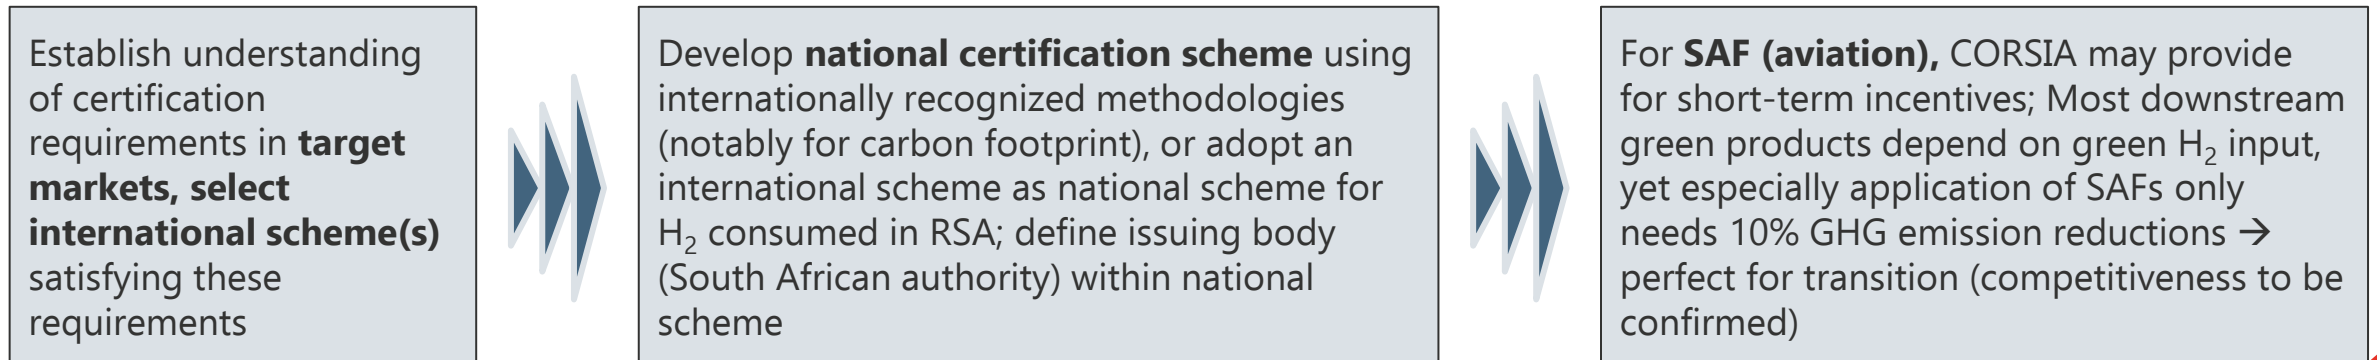 Establish understanding
of certification
requirements in target
markets, select
international scheme(s)
satisfying these
requirements
Develop national certification scheme using
internationally recognized methodologies
(notably for carbon footprint), or adopt an
international scheme as national scheme for
H₂ consumed in RSA; define issuing body
(South African authority) within national
scheme
For SAF (aviation), CORSIA may provide
for short-term incentives; Most downstream
green products depend on green H₂ input,
yet especially application of SAFs only
needs 10% GHG emission reductions →
perfect for transition (competitiveness to be
confirmed)